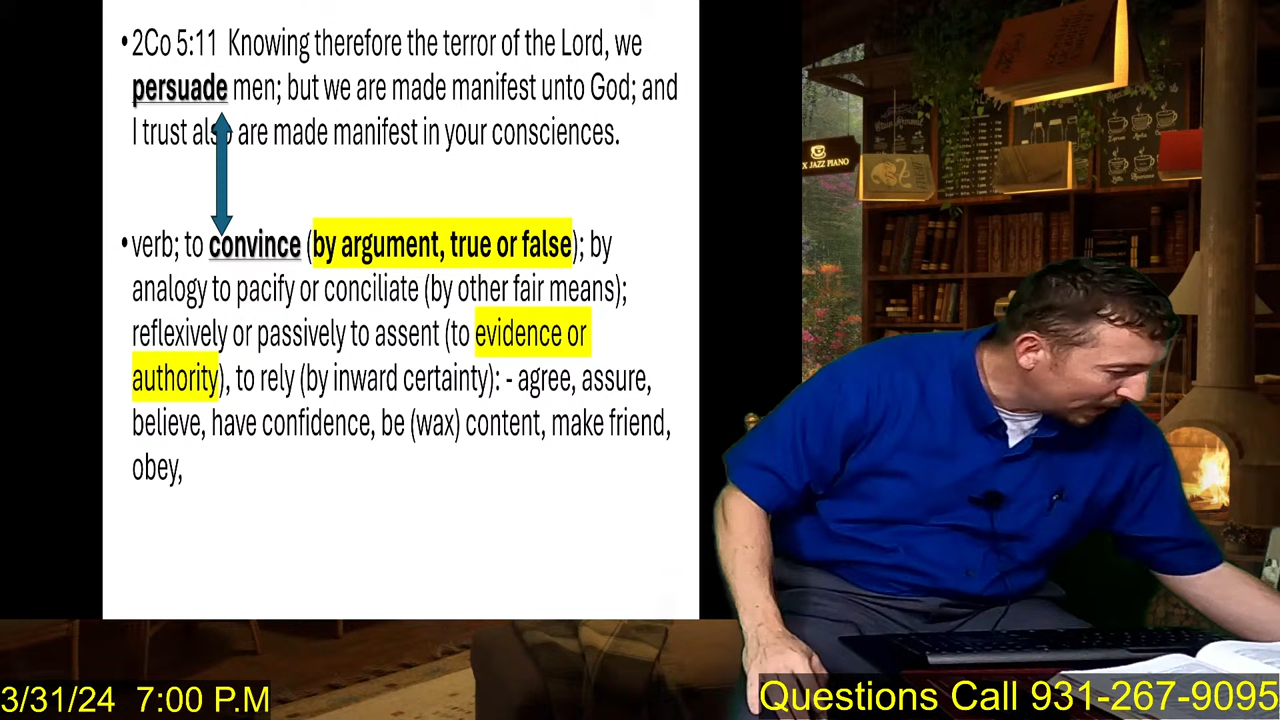 •2Co 5:11 Knowing therefore the terror of the Lord, we
persuade men; but we are made manifest unto God; and
I trust also are made manifest in your consciences.
•verb; to convince (by argument, true or false); by
analogy to pacify or conciliate (by other fair means);
reflexively or passively to assent (to evidence or
authority), to rely (by inward certainty): - agree, assure,
believe, have confidence, be (wax) content, make friend,
obey,
X JAZZ PIANO
3/31/24 7:00 P.M
Questions Call 931-267-9095